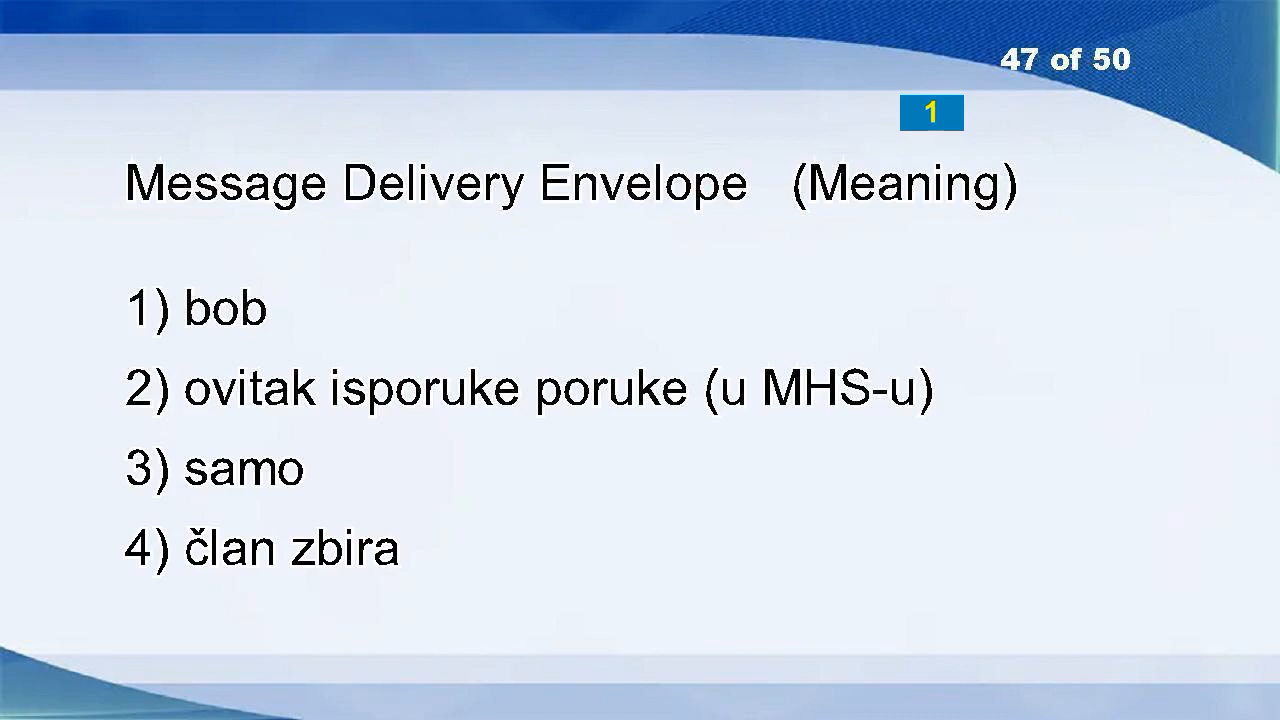 47 of 50
1
Message Delivery Envelope (Meaning)
1) bob
2) ovitak isporuke poruke (u MHS-u)
3) samo
4) član zbira